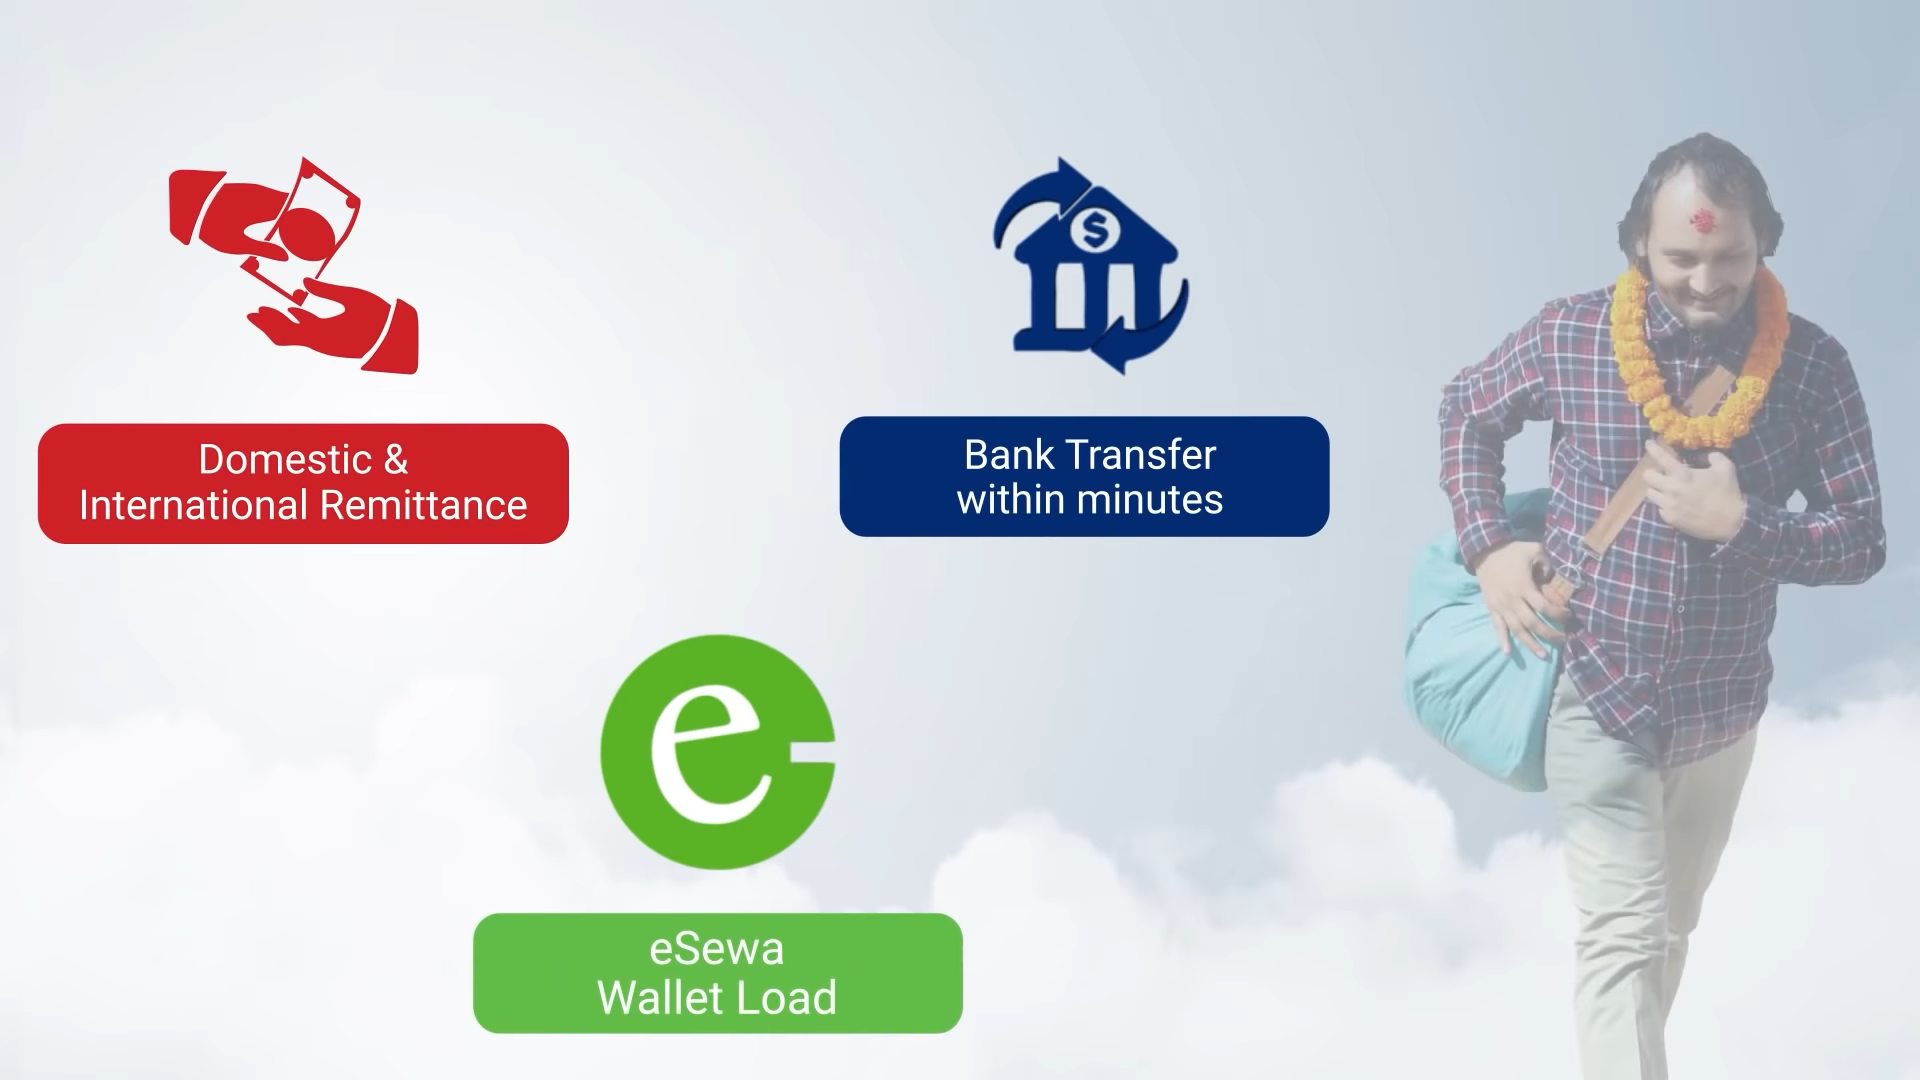 Domestic &
International Remittance
$
Bank Transfer
within minutes
e
eSewa
Wallet Load